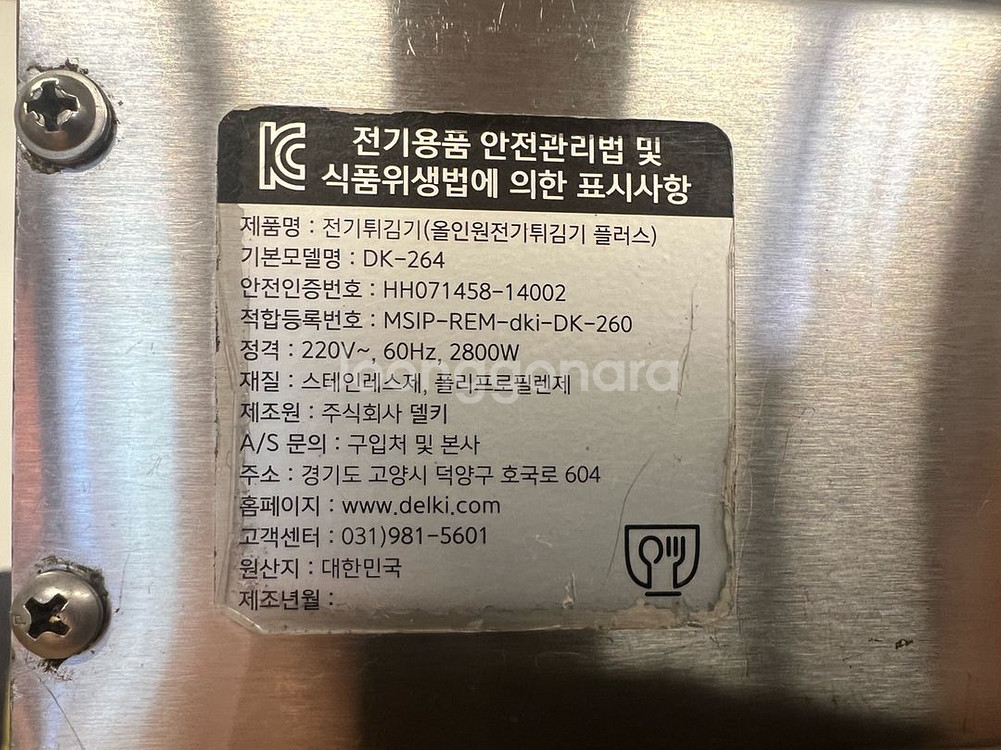 전기용품 안전관리법 및
식품위생법에 의한 표시사항
제품명 : 전기튀김기(올인원전기튀김기 플러스)
기본모델명 : DK-264
안전인증번호 : HH071458-14002
적합등록번호 : MSIP-REM-dki-DK-260
정격 : 220V~, 60Hz, 2800W
재질 : 스테인레스제, 폴리프로필렌제
제조원 : 주식회사 델키
A/S 문의 : 구입처 및 본사
주소 : 경기도 고양시 덕양구 호국로 604
홈페이지 : www.delki.com
고객센터 : 031)981-5601
원산지 : 대한민국
제조년월 :
joonggonara